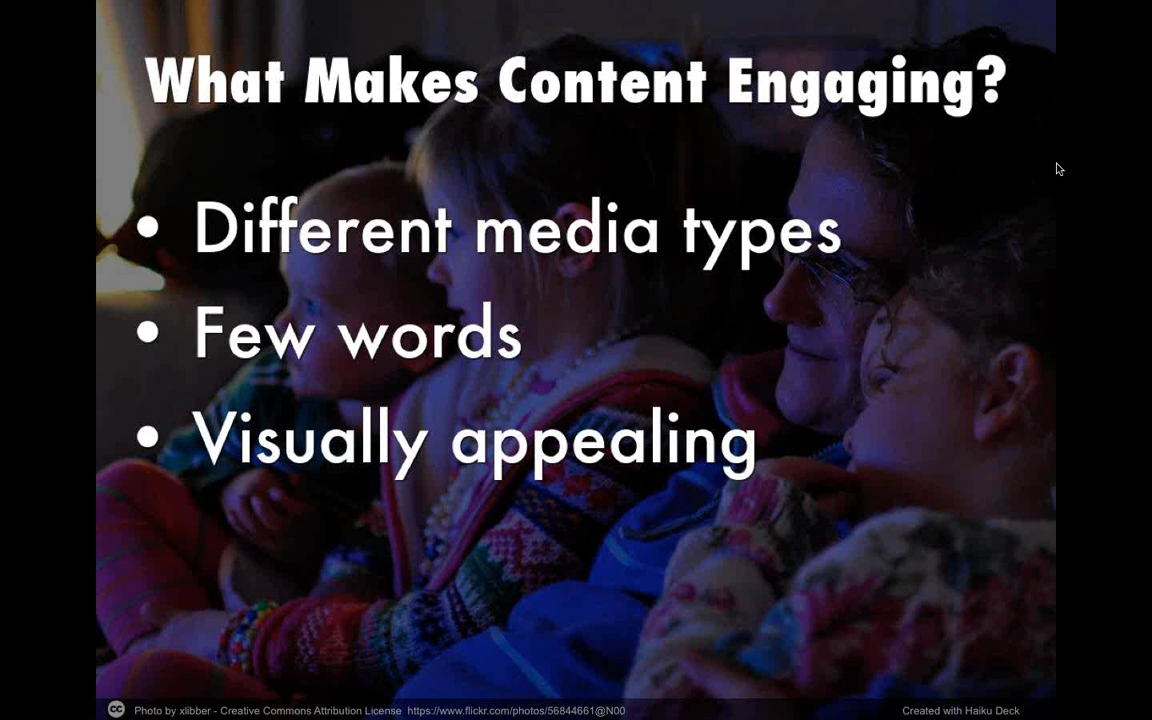 What Makes Content Engaging?
• Different media types
• Few words
• Visually appealing
cc Photo by xlibber - Creative Commons Attribution License https://www.flickr.com/photos/56844661@N00
Created with Haiku Deck